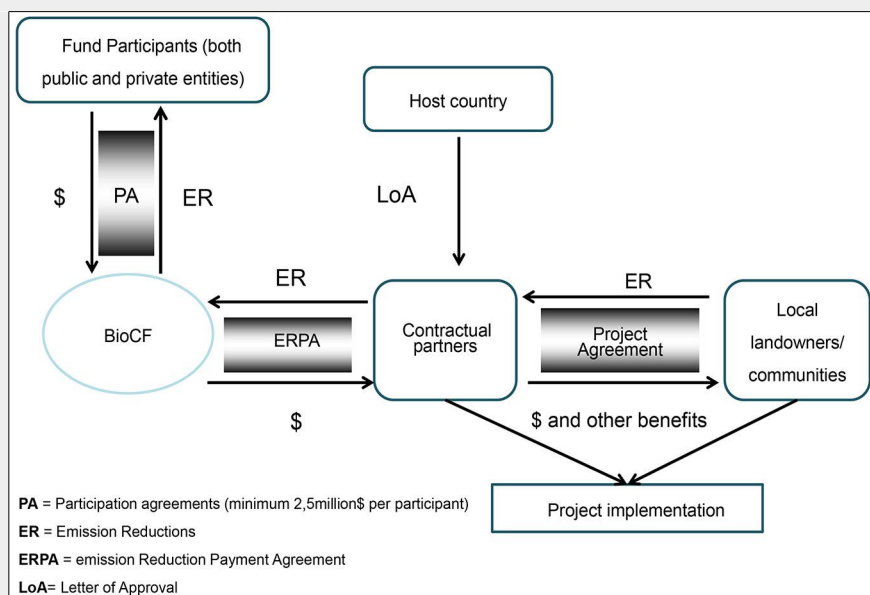 Fund Participants (both
public and private entities)
Host country
$
PA
ER
LoA
ER
ER
BioCF
ERPA
Contractual
partners
Project
Agreement
Local
landowners/
communities
$
$ and other benefits
Project implementation
PA = Participation agreements (minimum 2,5million$ per participant)
ER = Emission Reductions
ERPA = emission Reduction Payment Agreement
LoA= Letter of Approval